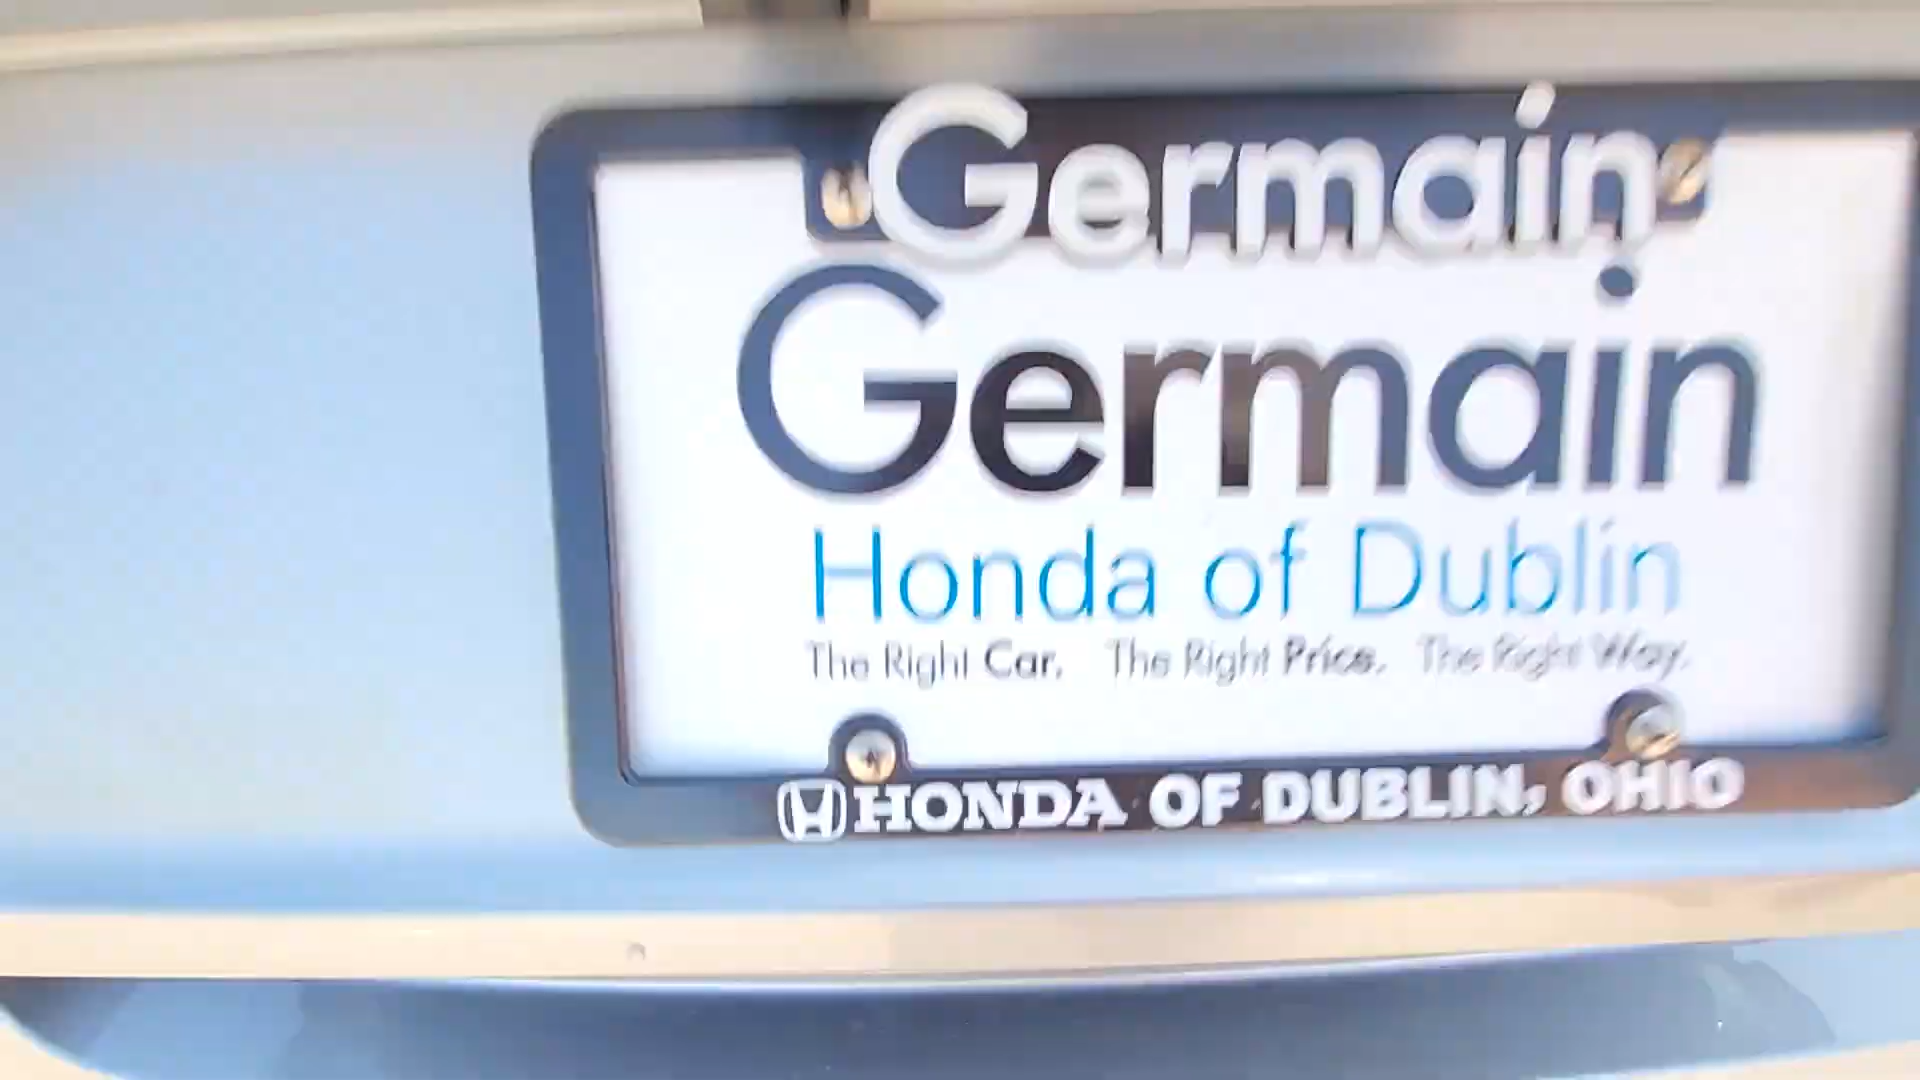 Germain
Germain
Honda of Dublin
The Right Car. The Right Price. The Right Way.
HONDA OF DUBLIN, OHIO